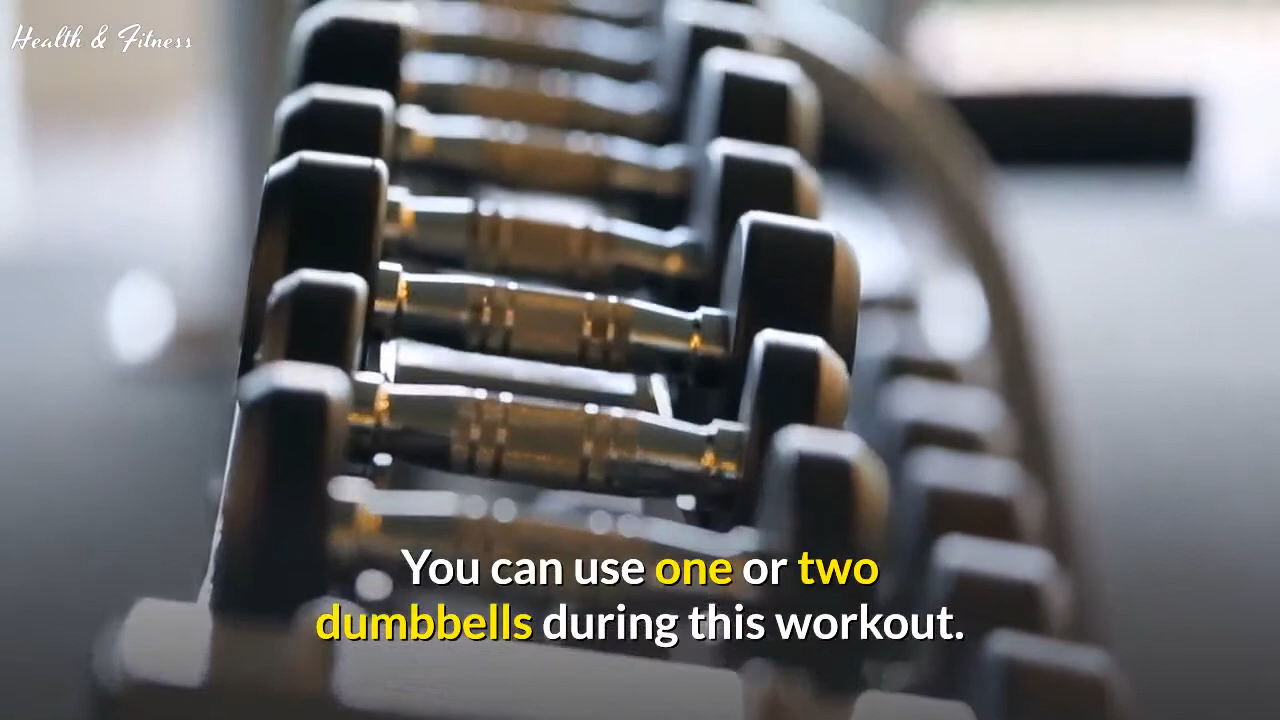 Health & Fitness
You can use one or two
dumbbells during this workout.